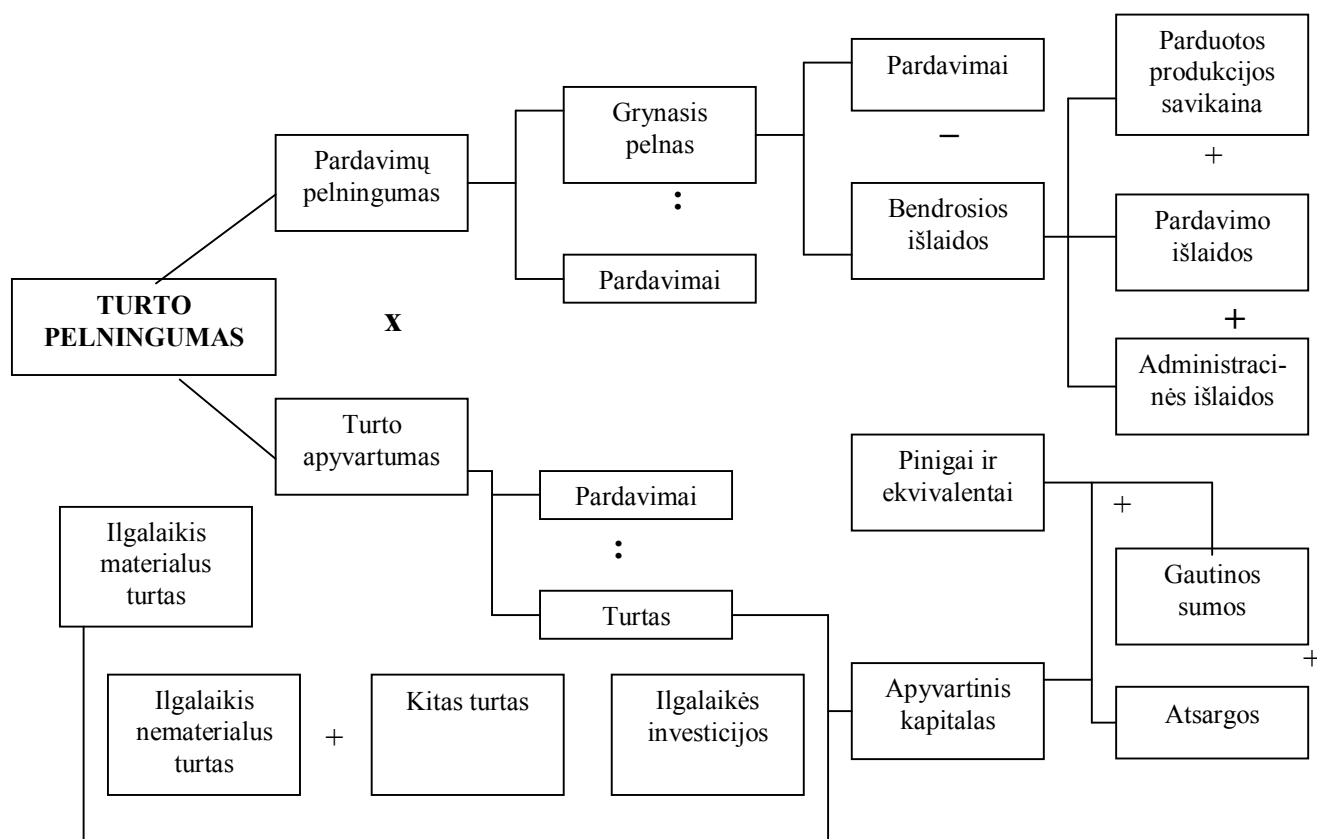 Parduotos
produkcijos
savikaina
Pardavimai
Grynasis
pelnas
–
+
Pardavimų
pelningumas
:
Bendrosios
išlaidos
Pardavimo
išlaidos
Pardavimai
TURTO
PELNINGUMAS
x
+
Administraci-
nės išlaidos
Turto
apyvartumas
Pinigai ir
ekvivalentai
Pardavimai
+
Ilgalaikis
materialus
turtas
:
Gautinos
sumos
Turtas
+
Ilgalaikis
nematerialus
turtas
+
Kitas turtas
Ilgalaikės
investicijos
Apyvartinis
kapitalas
Atsargos